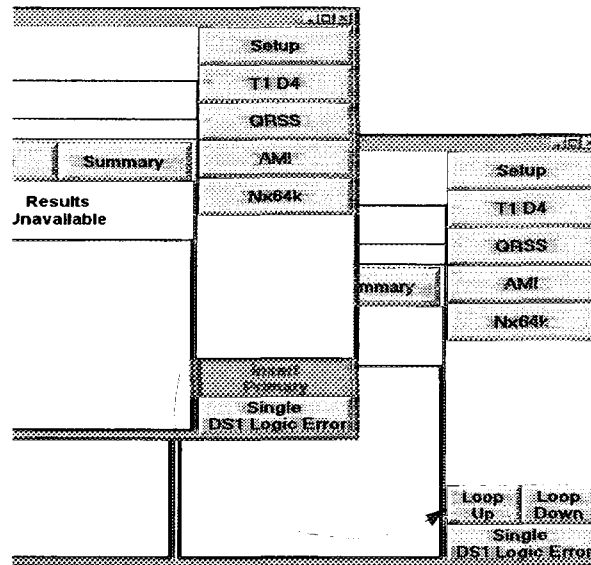 Setup
T1 D4
QRSS
AMI
Nx64k
Summary
Results
Unavailable
Insert
Primary
Single
DS1 Logic Error
Setup
T1 D4
QRSS
AMI
Nx64k
mmary
Loop
Up
Loop
Down
Single
DS1 Logic Error